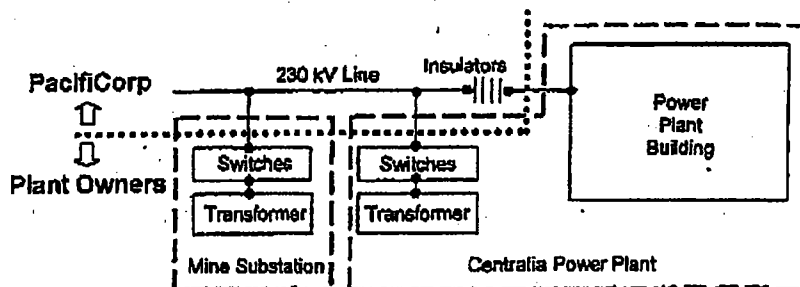 PacifiCorp
230 kV Line
Insulators
Power
Plant
Building
Plant Owners
Switches
Switches
Transformer
Transformer
Mine Substation
Centralia Power Plant